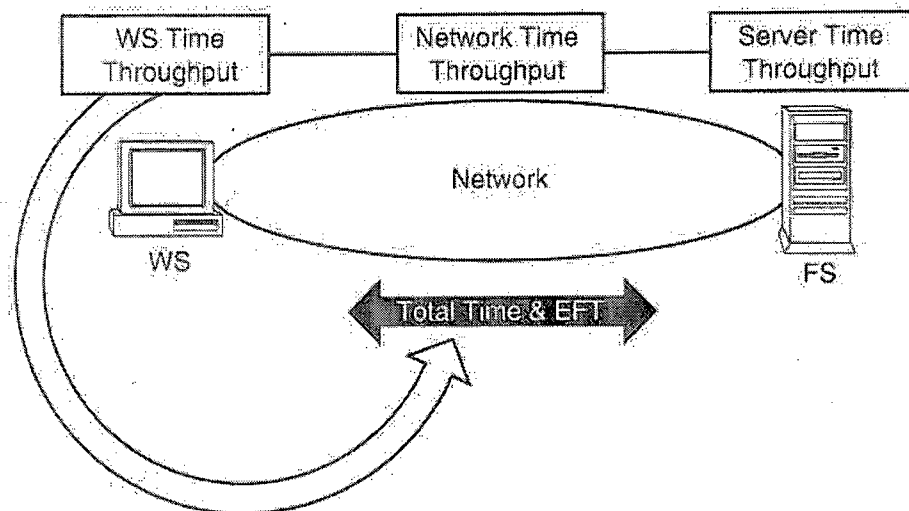 WS Time
Throughput
Network Time
Throughput
Server Time
Throughput
Network
WS
FS
Total Time & EFT